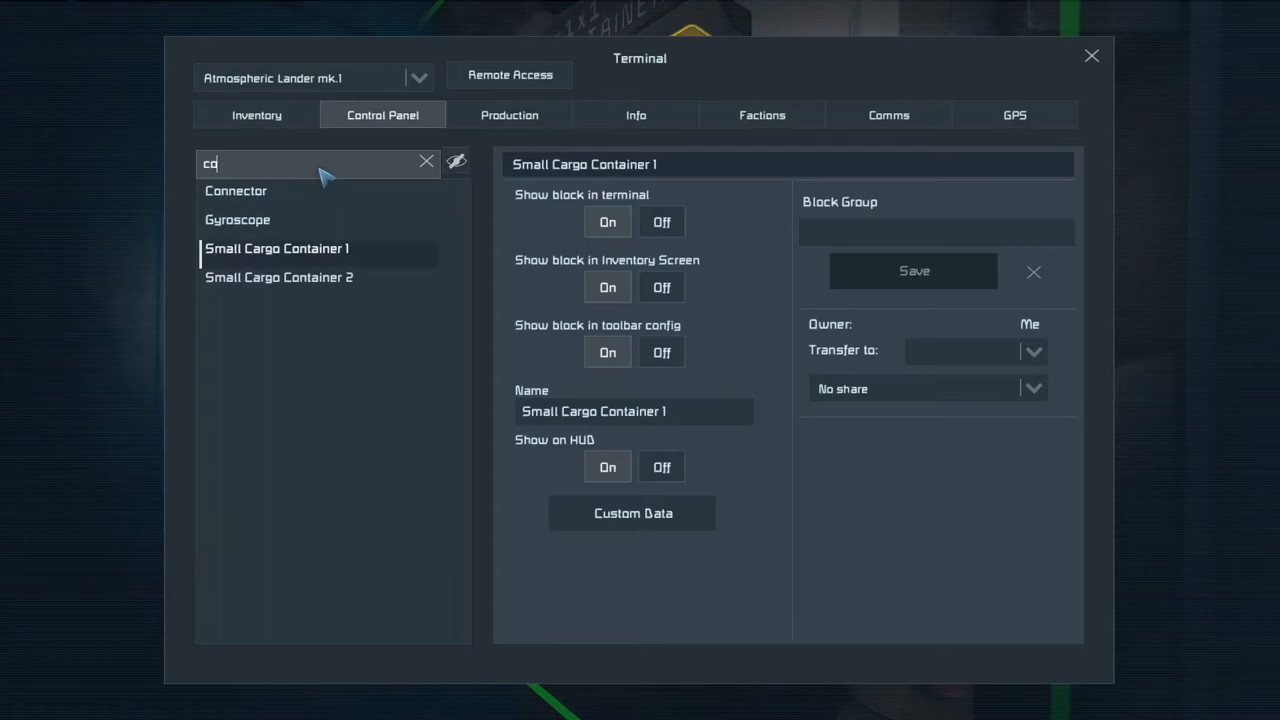 1x1
Terminal
Atmospheric Lander mk.1
Remote Access
Inventory
Control Panel
Production
Info
Factions
Comms
GPS
co
Connector
Gyroscope
Small Cargo Container 1
Small Cargo Container 2
Small Cargo Container 1
Show block in terminal
On Off
Show block in Inventory Screen
On Off
Show block in toolbar config
On Off
Name
Small Cargo Container 1
Show on HUD
On Off
Custom Data
Block Group
Save
Owner: Me
Transfer to:
No share